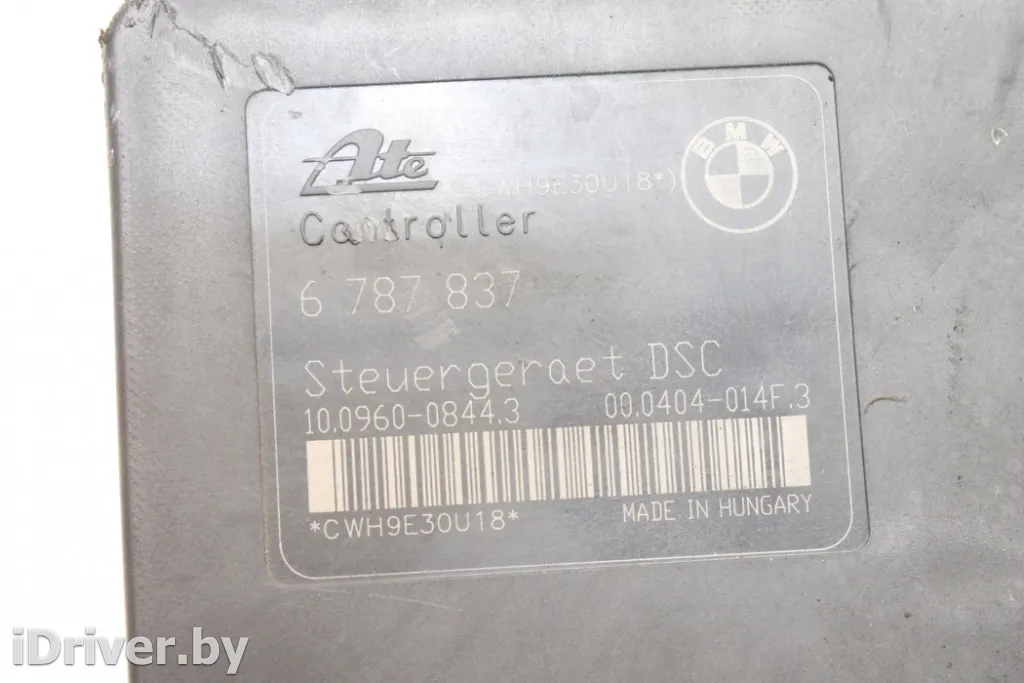 Ate
(*CWH9E30U18*)
BMW
Controller
6 787 837
Steuergeraet DSC
10.0960-0844.3 00.0404-014F.3
*CWH9E30U18*
MADE IN HUNGARY
iDriver.by